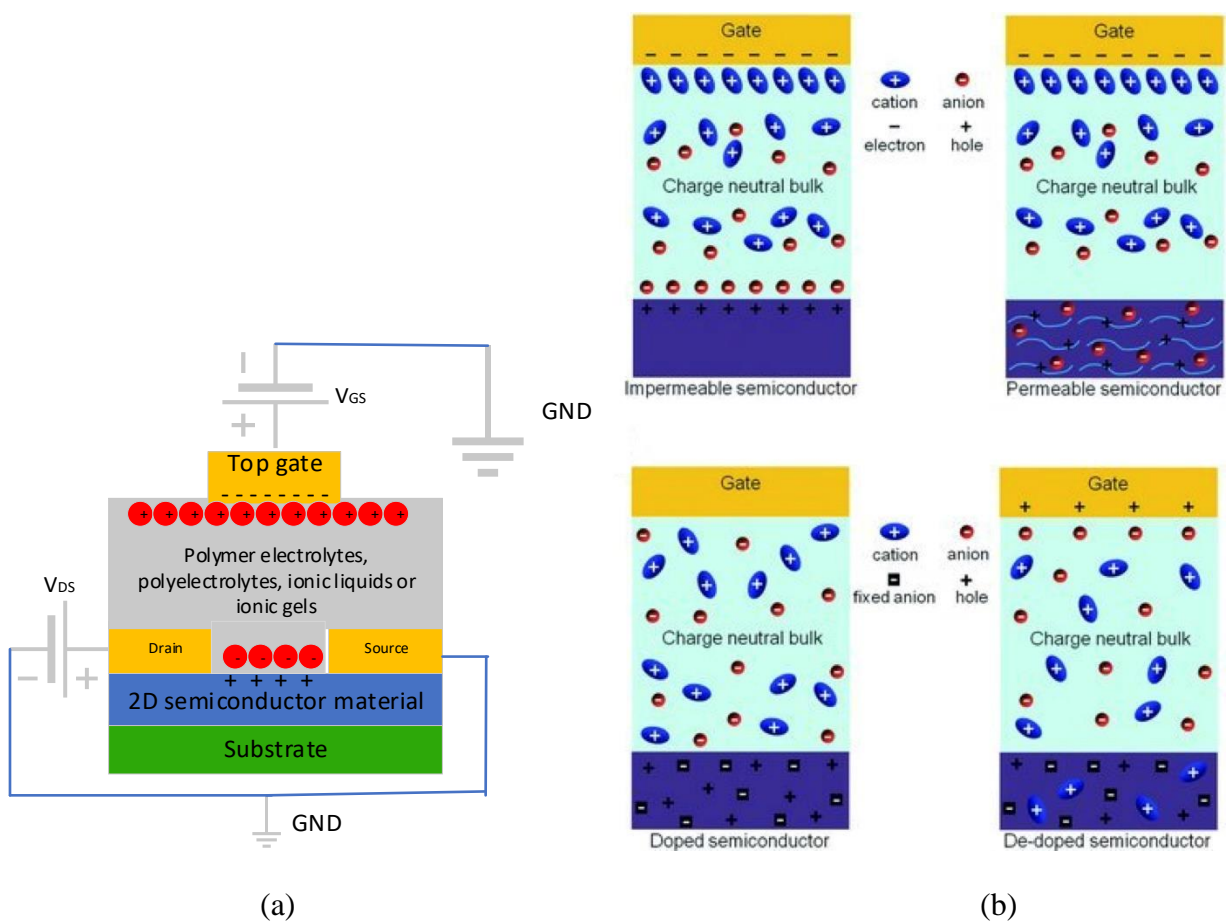 V_GS
GND
Top gate
- - - - - - - -
+ + + + + + + + + +
Polymer electrolytes,
polyelectrolytes, ionic liquids or
ionic gels
V_DS
Drain
Source
- - - -
+ + + +
2D semiconductor material
Substrate
GND
(a)
Gate
cation
anion
electron
hole
Charge neutral bulk
Impermeable semiconductor
Gate
Charge neutral bulk
Permeable semiconductor
Gate
cation
anion
fixed anion
hole
Charge neutral bulk
Doped semiconductor
Gate
Charge neutral bulk
De-doped semiconductor
(b)